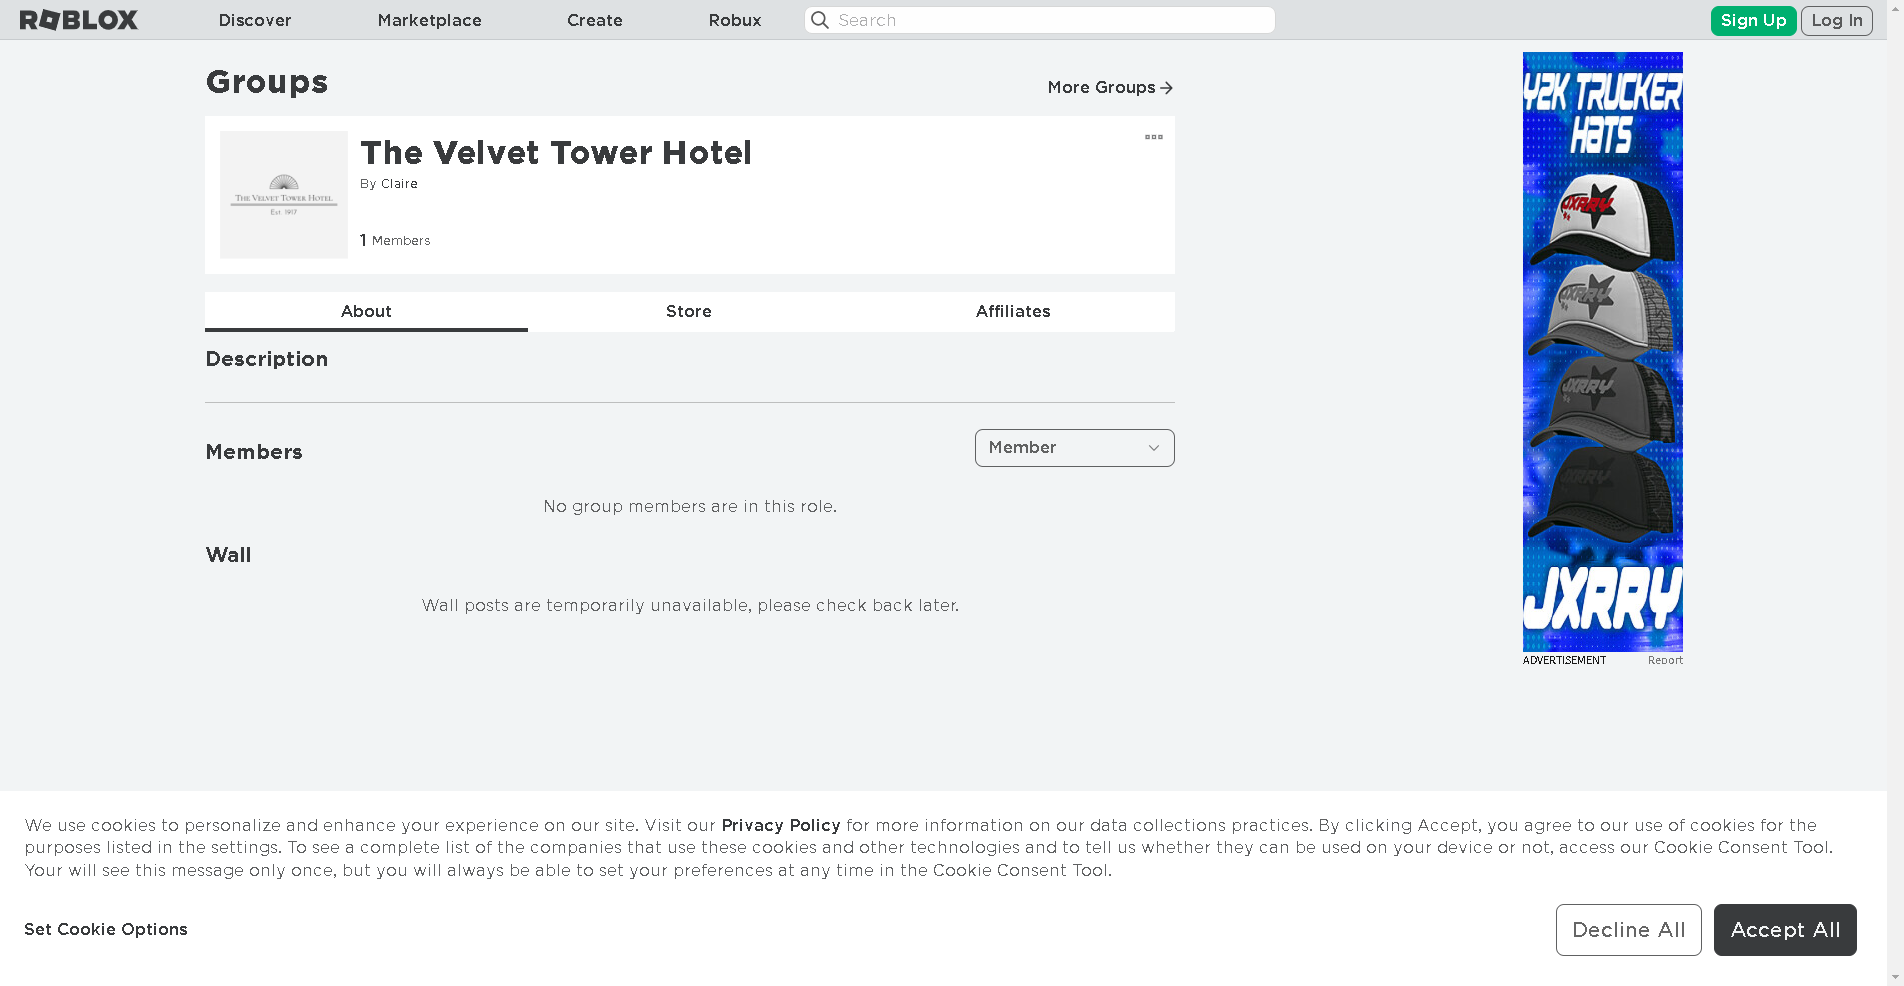 ROBLOX
Discover
Marketplace
Create
Robux
Search
Sign Up
Log In
Groups
More Groups
The Velvet Tower Hotel
Est. 1917
The Velvet Tower Hotel
By Claire
1 Members
About
Store
Affiliates
Description
Members
Member
No group members are in this role.
Wall
Wall posts are temporarily unavailable, please check back later.
Y2K TRUCKER
HATS
JXRRY
JXRRY
JXRRY
JXRRY
JXRRY
ADVERTISEMENT
Report
We use cookies to personalize and enhance your experience on our site. Visit our Privacy Policy for more information on our data collections practices. By clicking Accept, you agree to our use of cookies for the
purposes listed in the settings. To see a complete list of the companies that use these cookies and other technologies and to tell us whether they can be used on your device or not, access our Cookie Consent Tool.
Your will see this message only once, but you will always be able to set your preferences at any time in the Cookie Consent Tool.
Set Cookie Options
Decline All
Accept All